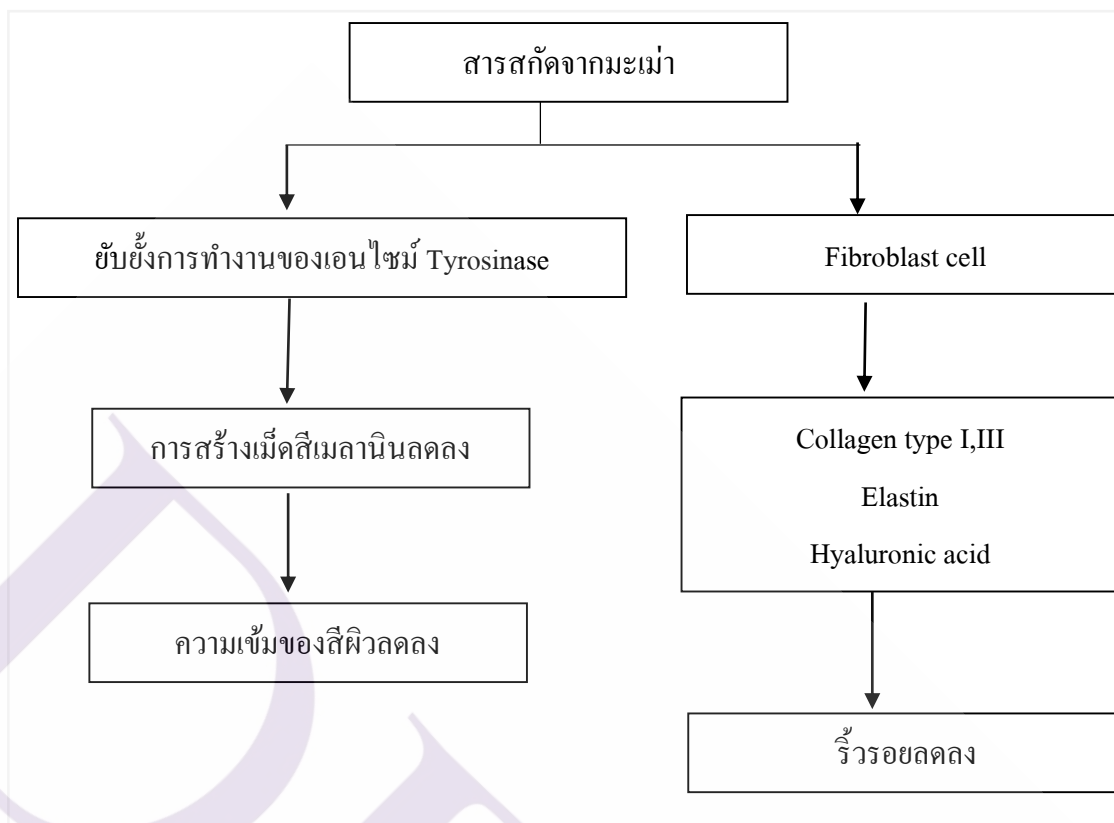 สารสกัดจากมะเม่า
ยับยั้งการทำงานของเอนไซม์ Tyrosinase
Fibroblast cell
การสร้างเม็ดสีเมลานินลดลง
Collagen type I,III
Elastin
Hyaluronic acid
ความเข้มของสีผิวลดลง
ริ้วรอยลดลง